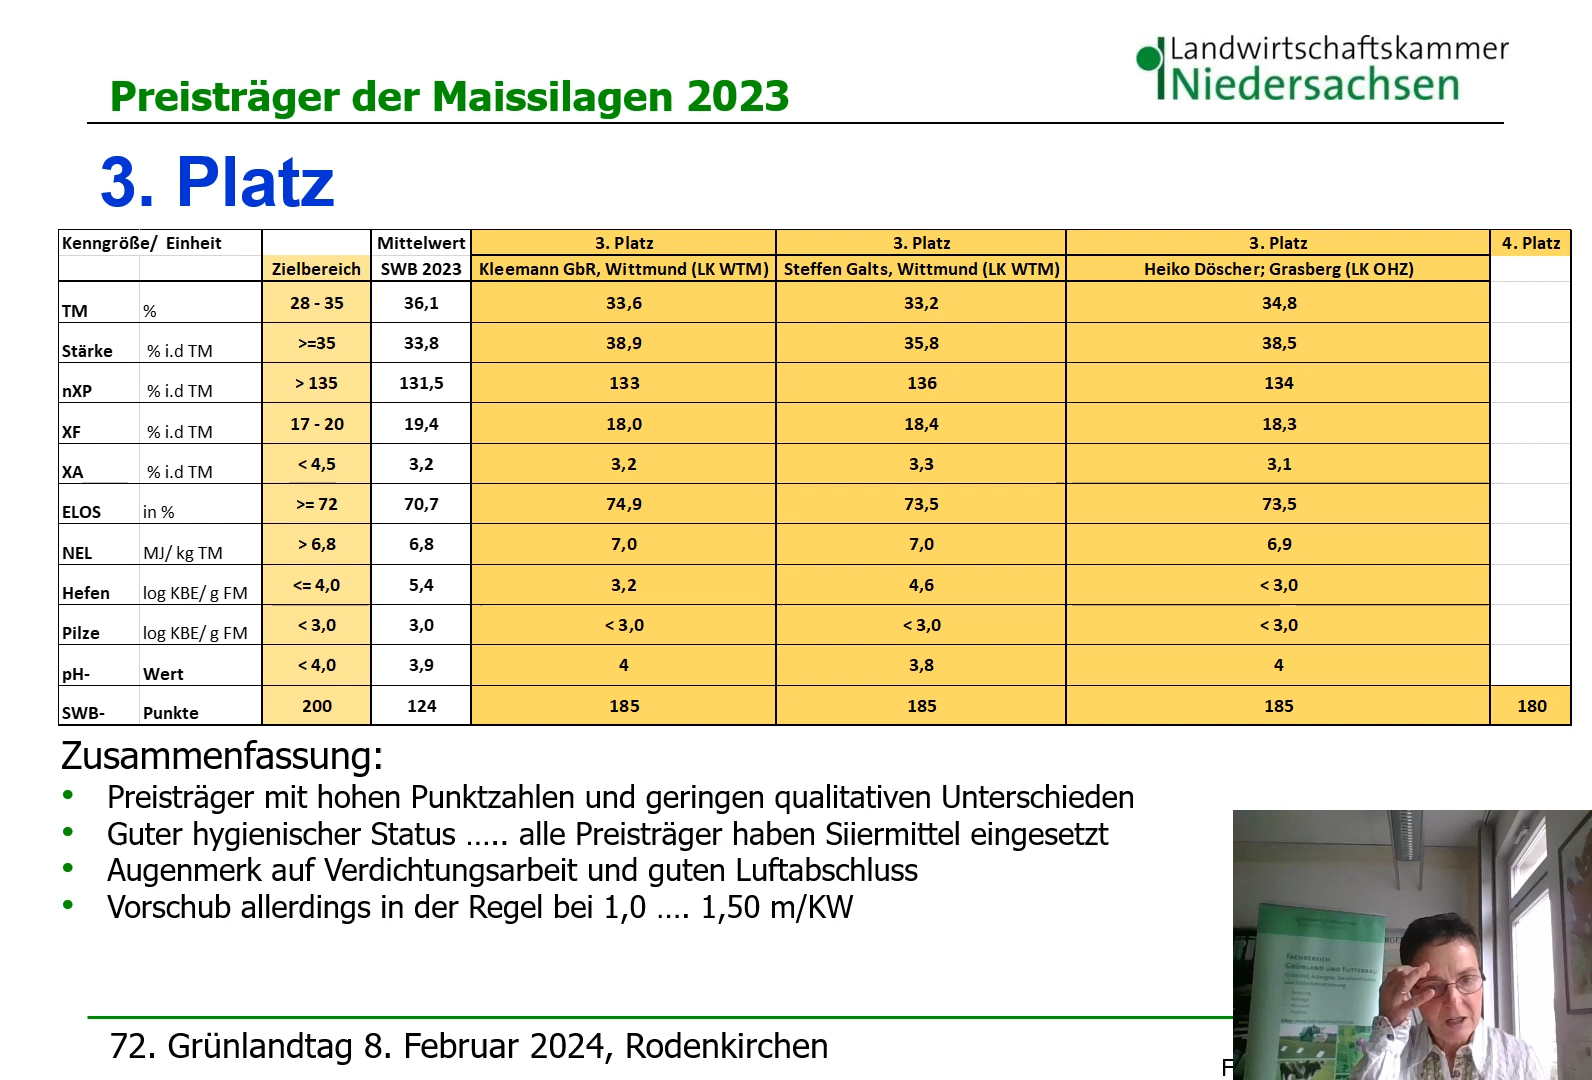 Landwirtschaftskammer
Niedersachsen
Preisträger der Maissilagen 2023
3. Platz
Kenngröße/ Einheit Mittelwert 3. Platz 3. Platz 3. Platz 4. Platz
Zielbereich SWB 2023 Kleemann GbR, Wittmund (LK WTM) Steffen Galts, Wittmund (LK WTM) Heiko Döscher; Grasberg (LK OHZ)
TM % 28 - 35 36,1 33,6 33,2 34,8
Stärke % i.d TM >=35 33,8 38,9 35,8 38,5
nXP % i.d TM > 135 131,5 133 136 134
XF % i.d TM 17 - 20 19,4 18,0 18,4 18,3
XA % i.d TM < 4,5 3,2 3,2 3,3 3,1
ELOS in % >= 72 70,7 74,9 73,5 73,5
NEL MJ/ kg TM > 6,8 6,8 7,0 7,0 6,9
Hefen log KBE/ g FM <= 4,0 5,4 3,2 4,6 < 3,0
Pilze log KBE/ g FM < 3,0 3,0 < 3,0 < 3,0 < 3,0
pH- Wert < 4,0 3,9 4 3,8 4
SWB- Punkte 200 124 185 185 185 180
Zusammenfassung:
• Preisträger mit hohen Punktzahlen und geringen qualitativen Unterschieden
• Guter hygienischer Status ….. alle Preisträger haben Siiermittel eingesetzt
• Augenmerk auf Verdichtungsarbeit und guten Luftabschluss
• Vorschub allerdings in der Regel bei 1,0 …. 1,50 m/KW
Landwirtschaftskammer
Fachbereich
Grünland und Futterbau
72. Grünlandtag 8. Februar 2024, Rodenkirchen
F